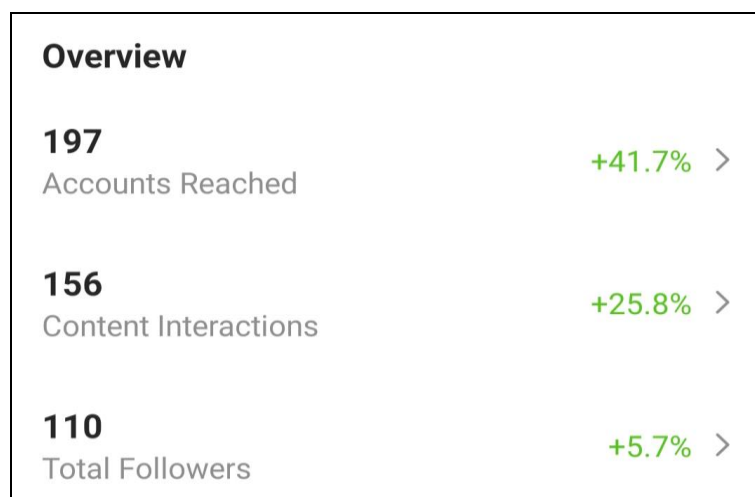 Overview
197
Accounts Reached
+41.7%
156
Content Interactions
+25.8%
110
Total Followers
+5.7%